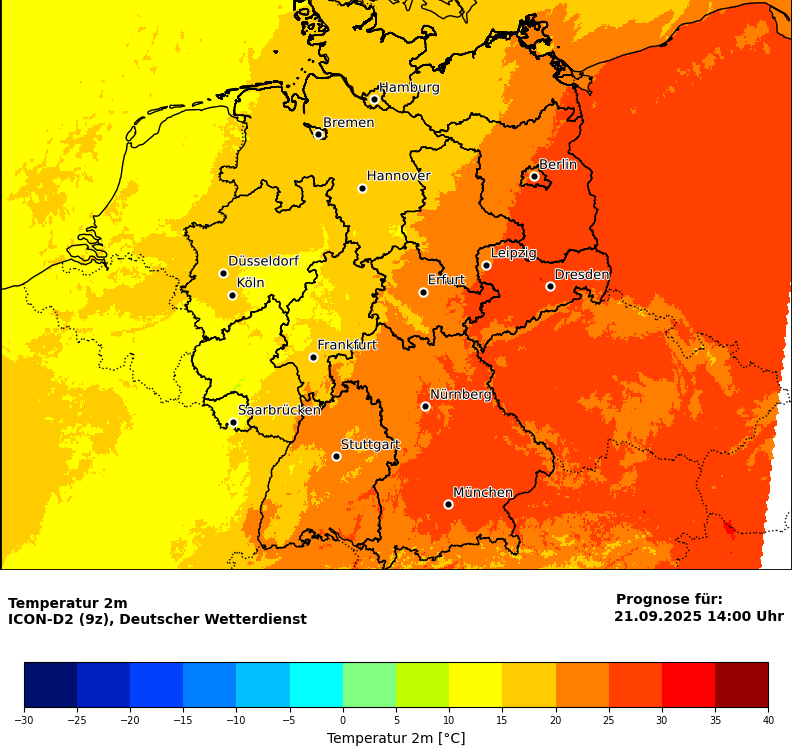 Hamburg
Bremen
Berlin
Hannover
Leipzig
Düsseldorf
Dresden
Köln
Erfurt
Frankfurt
Nürnberg
Saarbrücken
Stuttgart
München
Temperatur 2m
ICON-D2 (9z), Deutscher Wetterdienst
Prognose für:
21.09.2025 14:00 Uhr
−30 −25 −20 −15 −10 −5 0 5 10 15 20 25 30 35 40
Temperatur 2m [°C]